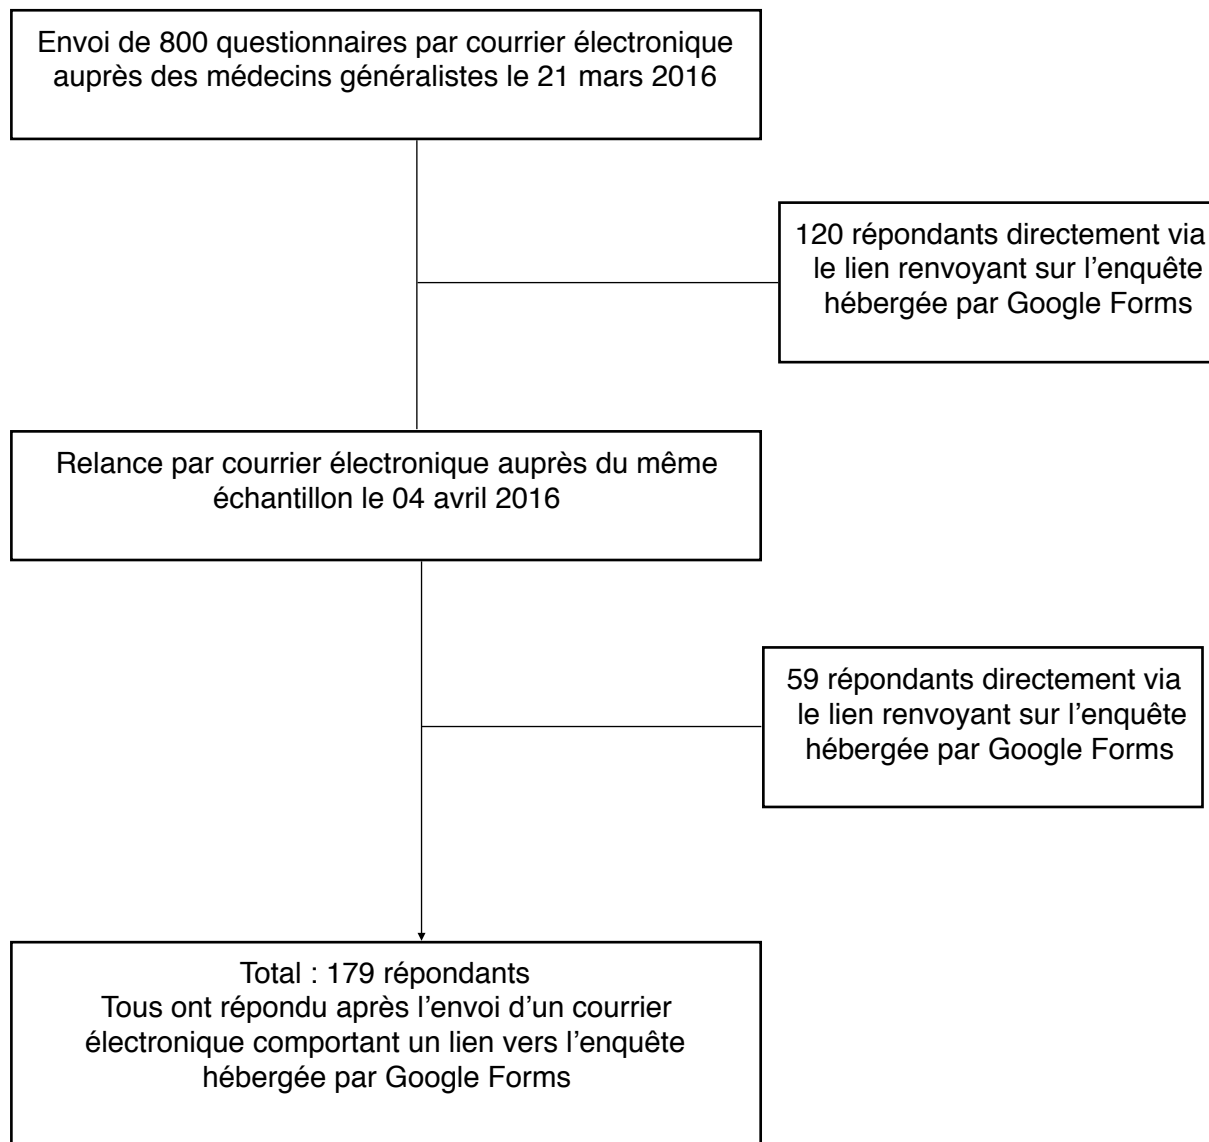 Envoi de 800 questionnaires par courrier électronique
auprès des médecins généralistes le 21 mars 2016
120 répondants directement via
le lien renvoyant sur l’enquête
hébergée par Google Forms
Relance par courrier électronique auprès du même
échantillon le 04 avril 2016
59 répondants directement via
le lien renvoyant sur l’enquête
hébergée par Google Forms
Total : 179 répondants
Tous ont répondu après l’envoi d’un courrier
électronique comportant un lien vers l’enquête
hébergée par Google Forms